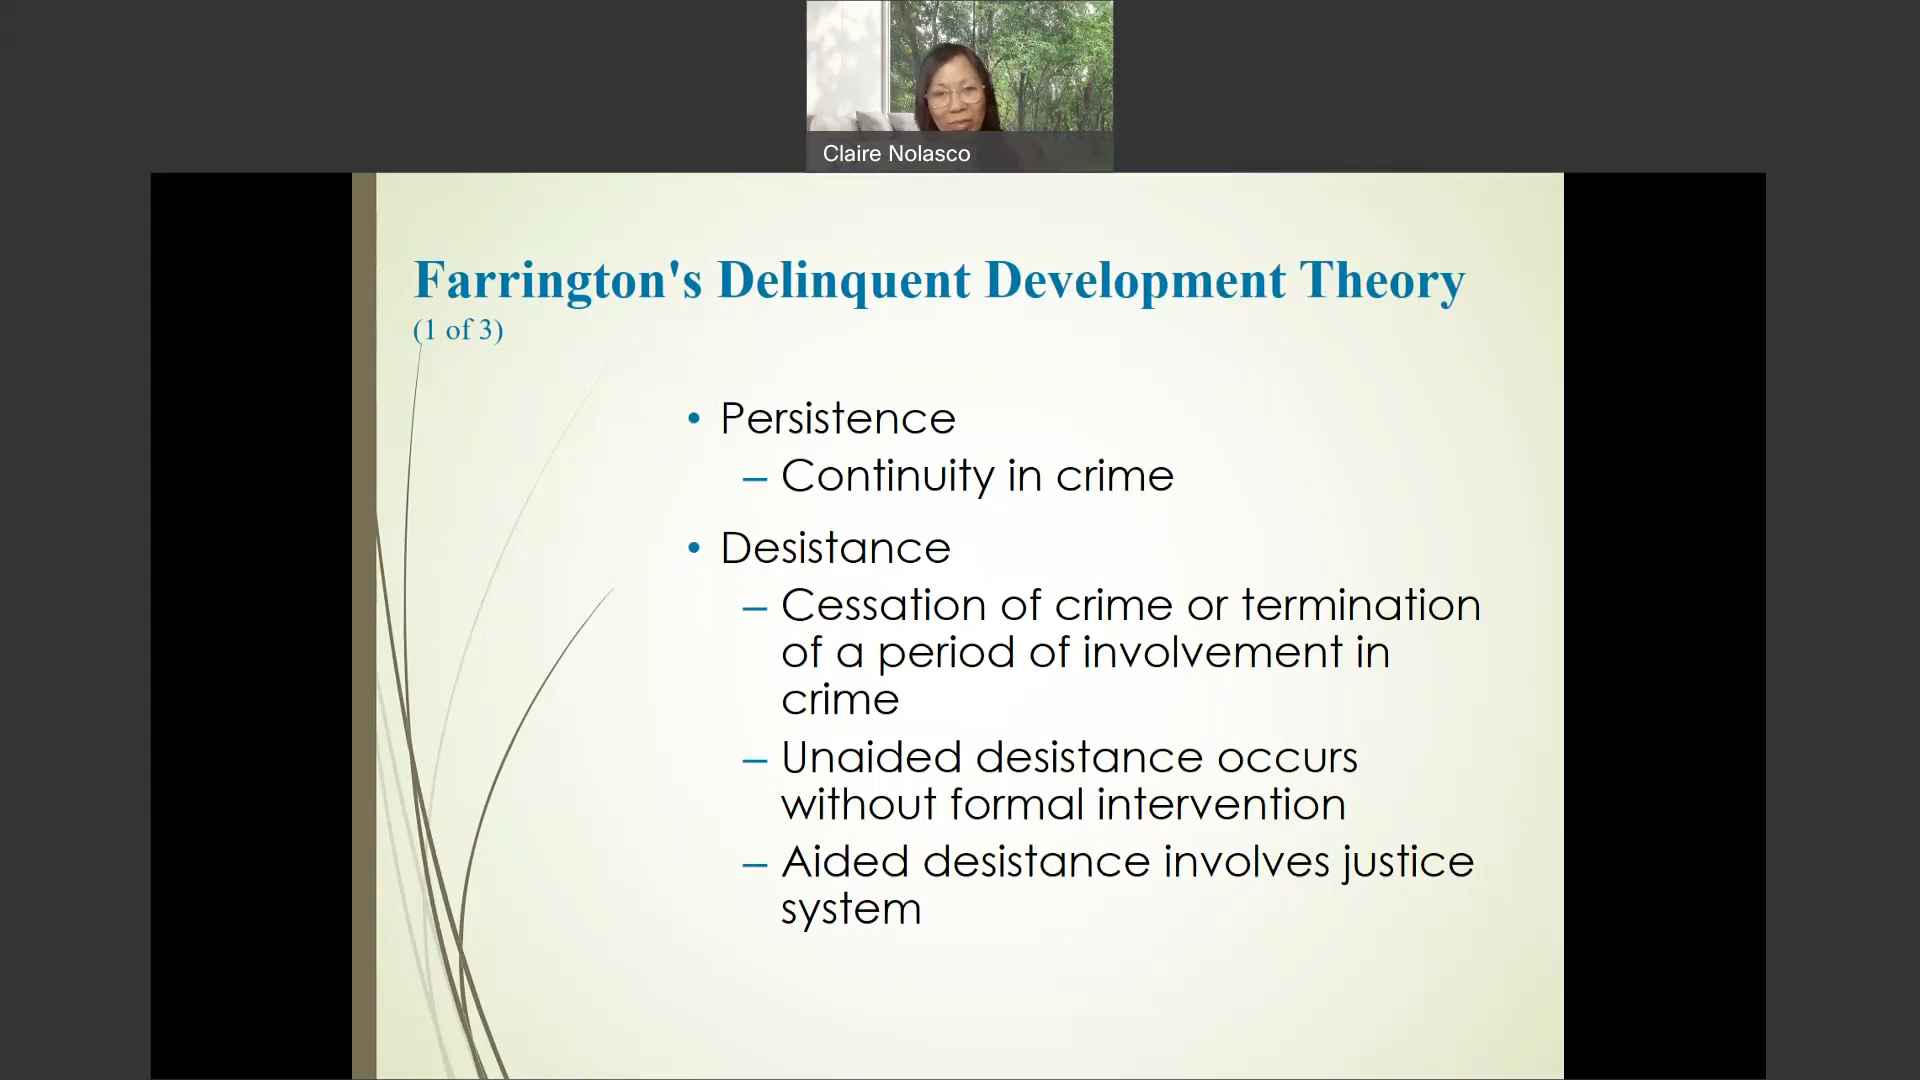 Claire Nolasco
Farrington's Delinquent Development Theory
(1 of 3)
• Persistence
– Continuity in crime
• Desistance
– Cessation of crime or termination
of a period of involvement in
crime
– Unaided desistance occurs
without formal intervention
– Aided desistance involves justice
system